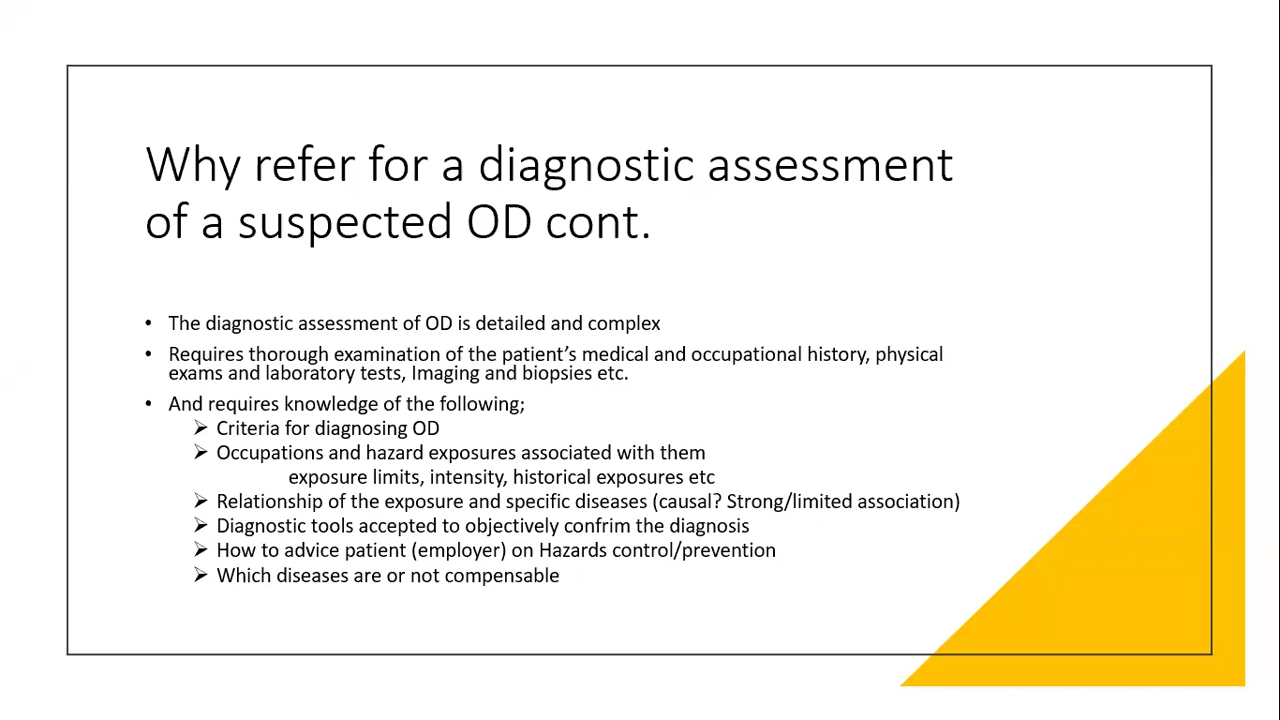 Why refer for a diagnostic assessment
of a suspected OD cont.
• The diagnostic assessment of OD is detailed and complex
• Requires thorough examination of the patient’s medical and occupational history, physical
exams and laboratory tests, Imaging and biopsies etc.
• And requires knowledge of the following;
➢ Criteria for diagnosing OD
➢ Occupations and hazard exposures associated with them
exposure limits, intensity, historical exposures etc
➢ Relationship of the exposure and specific diseases (causal? Strong/limited association)
➢ Diagnostic tools accepted to objectively confrim the diagnosis
➢ How to advice patient (employer) on Hazards control/prevention
➢ Which diseases are or not compensable